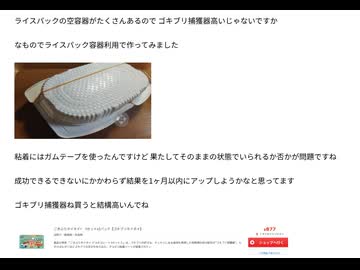 ライスパックの空容器がたくさんあるので ゴキブリ捕獲器高いじゃないですか
なものでライスパック容器利用で作ってみました
粘着にはガムテープを使ったんですけど 果たしてそのままの状態でいられるか否かが問題ですね
成功できるできないにかかわらず結果を1ヶ月以内にアップしようかなと思ってます
ゴキブリ捕獲器ね買うと結構高いんでね
¥877